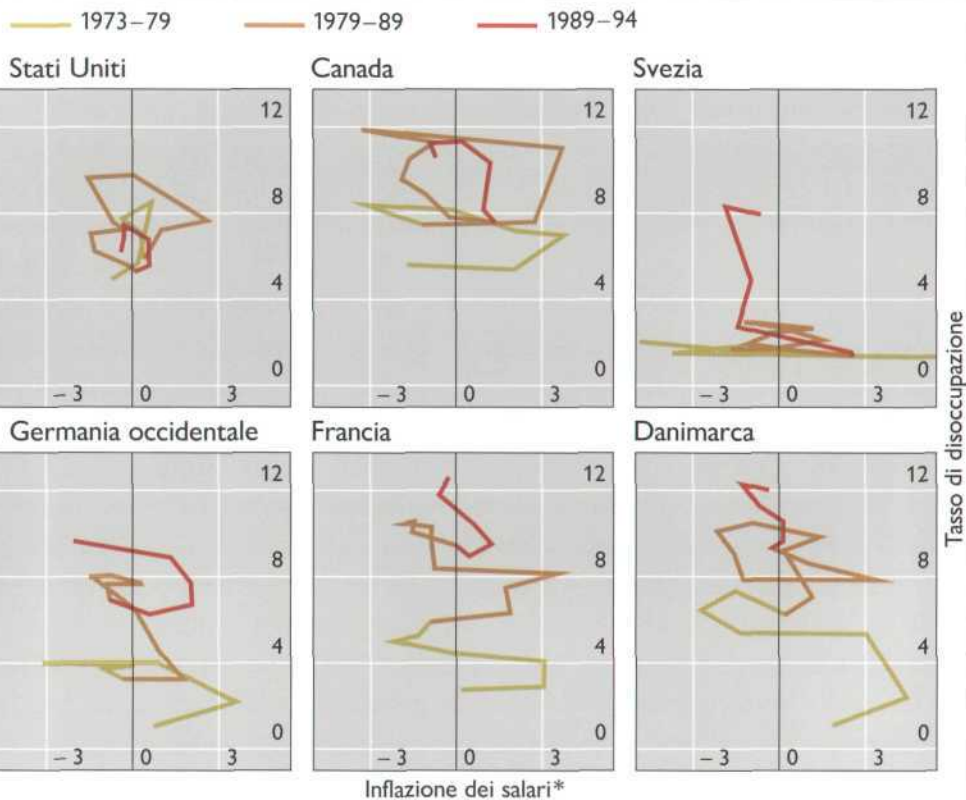 1973–79 1979–89 1989–94
Stati Uniti Canada Svezia
12 12 12
8 8 8
4 4 4
0 0 0
– 3 0 3 – 3 0 3 – 3 0 3
Germania occidentale Francia Danimarca
12 12 12
8 8 8
4 4 4
0 0 0
– 3 0 3 – 3 0 3 – 3 0 3
Inflazione dei salari*
Tasso di disoccupazione